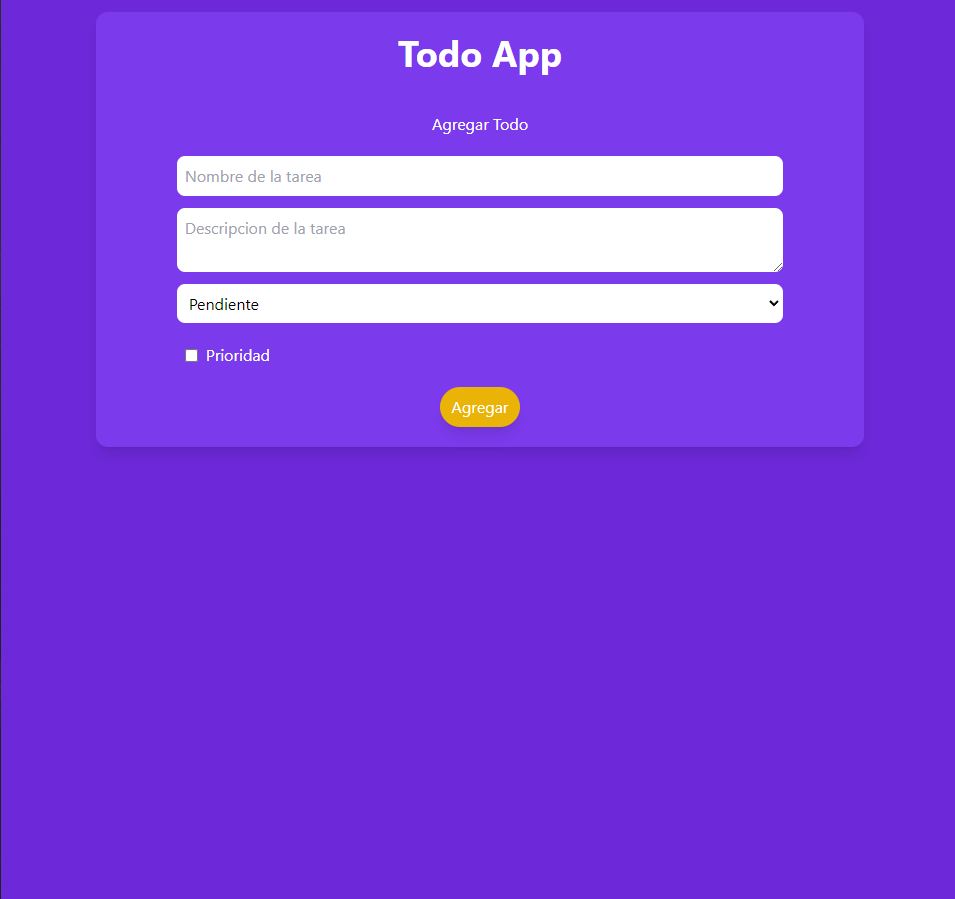 Todo App
Agregar Todo
Nombre de la tarea
Descripcion de la tarea
Pendiente
Prioridad
Agregar